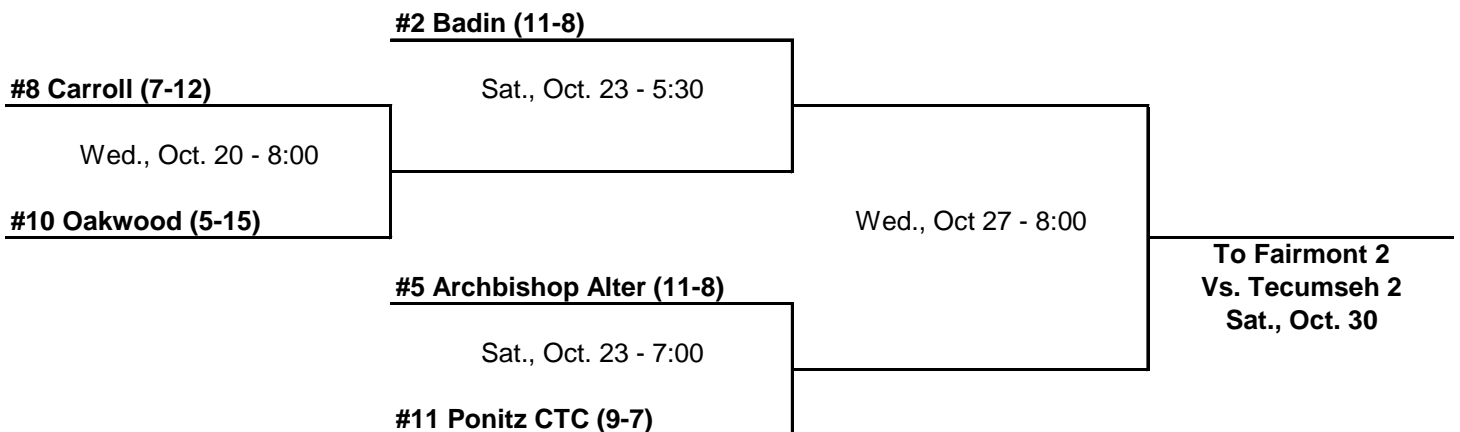 #2 Badin (11-8)
#8 Carroll (7-12)
Sat., Oct. 23 - 5:30
Wed., Oct. 20 - 8:00
#10 Oakwood (5-15)
Wed., Oct 27 - 8:00
To Fairmont 2
Vs. Tecumseh 2
Sat., Oct. 30
#5 Archbishop Alter (11-8)
Sat., Oct. 23 - 7:00
#11 Ponitz CTC (9-7)